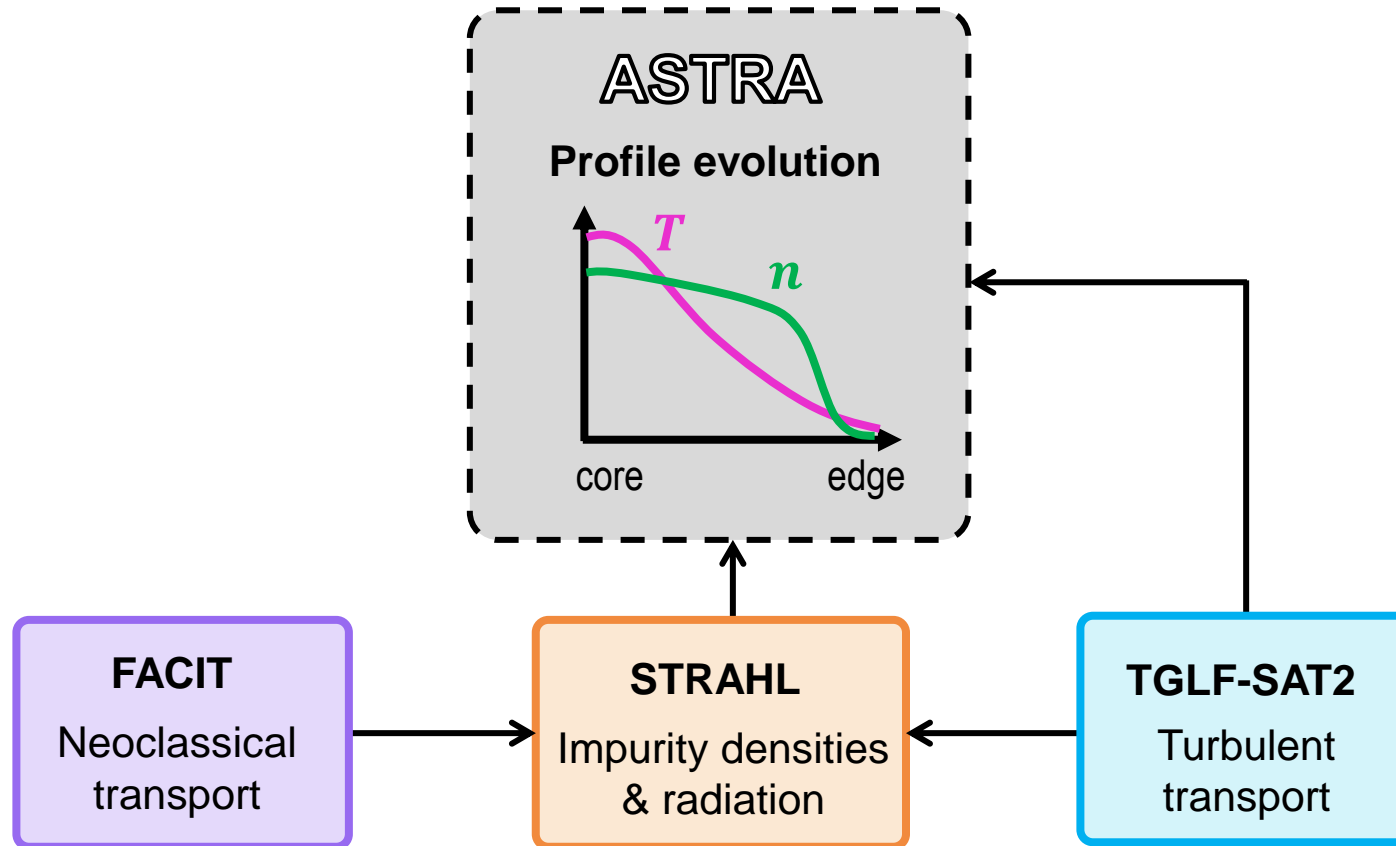 ASTRA
Profile evolution
T
n
core
edge
FACIT
Neoclassical
transport
STRAHL
Impurity densities
& radiation
TGLF-SAT2
Turbulent
transport